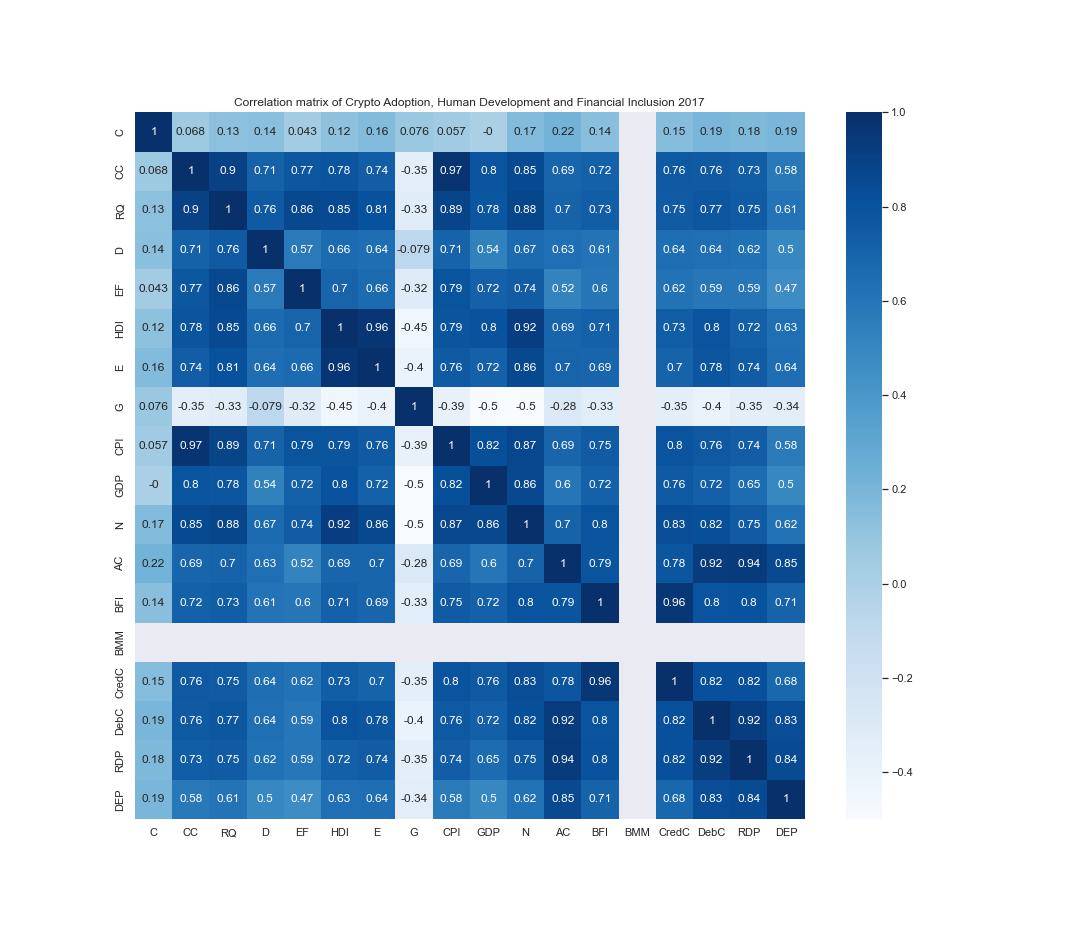 Correlation matrix of Crypto Adoption, Human Development and Financial Inclusion 2017
C 1 0.068 0.13 0.14 0.043 0.12 0.16 0.076 0.057 -0 0.17 0.22 0.14 0.15 0.19 0.18 0.19
CC 0.068 1 0.9 0.71 0.77 0.78 0.74 -0.35 0.97 0.8 0.85 0.69 0.72 0.76 0.76 0.73 0.58
RQ 0.13 0.9 1 0.76 0.86 0.85 0.81 -0.33 0.89 0.78 0.88 0.7 0.73 0.75 0.77 0.75 0.61
D 0.14 0.71 0.76 1 0.57 0.66 0.64 -0.079 0.71 0.54 0.67 0.63 0.61 0.64 0.64 0.62 0.5
EF 0.043 0.77 0.86 0.57 1 0.7 0.66 -0.32 0.79 0.72 0.74 0.52 0.6 0.62 0.59 0.59 0.47
HDI 0.12 0.78 0.85 0.66 0.7 1 0.96 -0.45 0.79 0.8 0.92 0.69 0.71 0.73 0.8 0.72 0.63
E 0.16 0.74 0.81 0.64 0.66 0.96 1 -0.4 0.76 0.72 0.86 0.7 0.69 0.7 0.78 0.74 0.64
G 0.076 -0.35 -0.33 -0.079 -0.32 -0.45 -0.4 1 -0.39 -0.5 -0.5 -0.28 -0.33 -0.35 -0.4 -0.35 -0.34
CPI 0.057 0.97 0.89 0.71 0.79 0.79 0.76 -0.39 1 0.82 0.87 0.69 0.75 0.8 0.76 0.74 0.58
GDP -0 0.8 0.78 0.54 0.72 0.8 0.72 -0.5 0.82 1 0.86 0.6 0.72 0.76 0.72 0.65 0.5
N 0.17 0.85 0.88 0.67 0.74 0.92 0.86 -0.5 0.87 0.86 1 0.7 0.8 0.83 0.82 0.75 0.62
AC 0.22 0.69 0.7 0.63 0.52 0.69 0.7 -0.28 0.69 0.6 0.7 1 0.79 0.78 0.92 0.94 0.85
BFI 0.14 0.72 0.73 0.61 0.6 0.71 0.69 -0.33 0.75 0.72 0.8 0.79 1 0.96 0.8 0.8 0.71
BMM
CredC 0.15 0.76 0.75 0.64 0.62 0.73 0.7 -0.35 0.8 0.76 0.83 0.78 0.96 1 0.82 0.82 0.68
DebC 0.19 0.76 0.77 0.64 0.59 0.8 0.78 -0.4 0.76 0.72 0.82 0.92 0.8 0.82 1 0.92 0.83
RDP 0.18 0.73 0.75 0.62 0.59 0.72 0.74 -0.35 0.74 0.65 0.75 0.94 0.8 0.82 0.92 1 0.84
DEP 0.19 0.58 0.61 0.5 0.47 0.63 0.64 -0.34 0.58 0.5 0.62 0.85 0.71 0.68 0.83 0.84 1
C CC RQ D EF HDI E G CPI GDP N AC BFI BMM CredC DebC RDP DEP
1.0
0.8
0.6
0.4
0.2
0.0
−0.2
−0.4